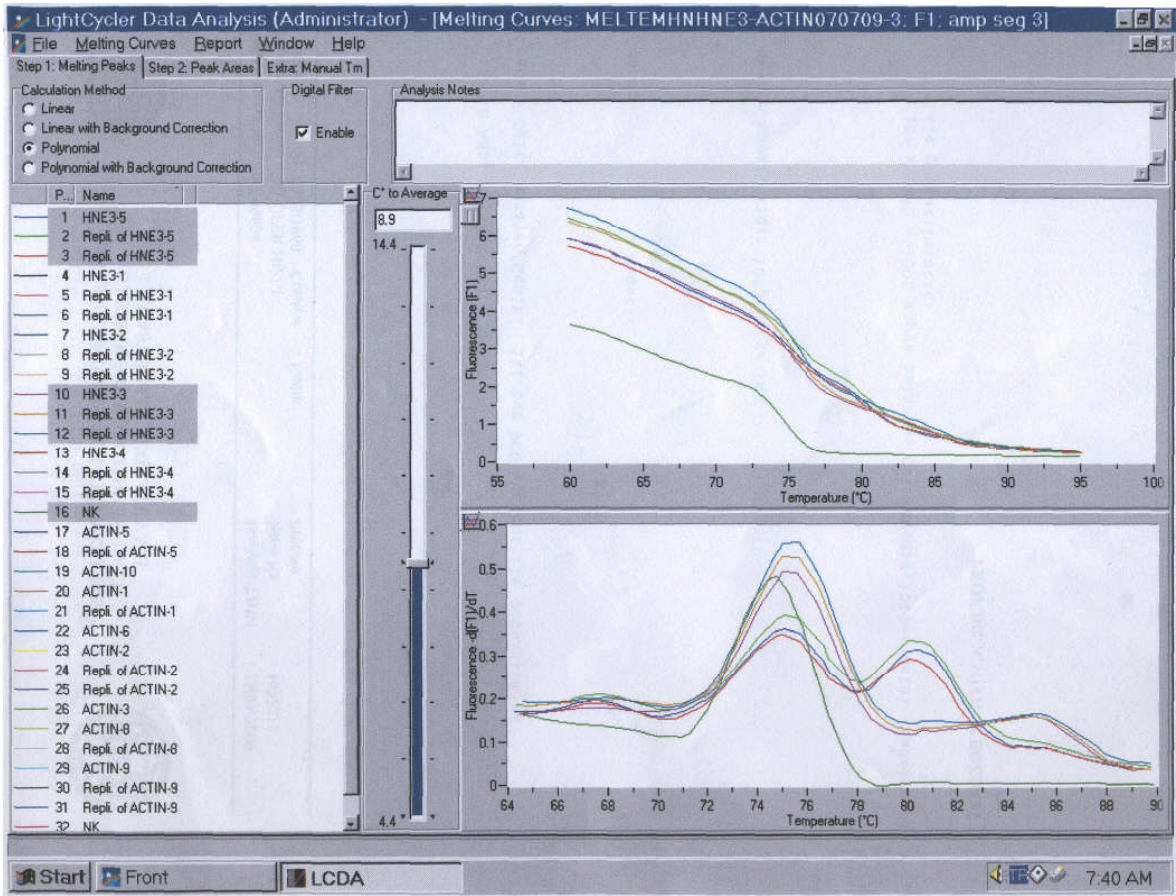 LightCycler Data Analysis (Administrator) - [Melting Curves: MELTEMHNHNE3-ACTIN070709-3; F1; amp seg 3]
File Melting Curves Report Window Help
Step 1: Melting Peaks Step 2: Peak Areas Extra: Manual Tm
Calculation Method
Linear
Linear with Background Correction
Polynomial
Polynomial with Background Correction
Digital Filter
Enable
Analysis Notes
P... Name
1 HNE3-5
2 Repli. of HNE3-5
3 Repli. of HNE3-5
4 HNE3-1
5 Repli. of HNE3-1
6 Repli. of HNE3-1
7 HNE3-2
8 Repli. of HNE3-2
9 Repli. of HNE3-2
10 HNE3-3
11 Repli. of HNE3-3
12 Repli. of HNE3-3
13 HNE3-4
14 Repli. of HNE3-4
15 Repli. of HNE3-4
16 NK
17 ACTIN-5
18 Repli. of ACTIN-5
19 ACTIN-10
20 ACTIN-1
21 Repli. of ACTIN-1
22 ACTIN-6
23 ACTIN-2
24 Repli. of ACTIN-2
25 Repli. of ACTIN-2
26 ACTIN-3
27 ACTIN-8
28 Repli. of ACTIN-8
29 ACTIN-9
30 Repli. of ACTIN-9
31 Repli. of ACTIN-9
32 NK
C° to Average
8.9
14.4
4.4
Fluorescence (F1)
7
6
5
4
3
2
1
0
55 60 65 70 75 80 85 90 95 100
Temperature (°C)
Fluorescence -d(F1)/dT
0.6
0.5
0.4
0.3
0.2
0.1
0
64 66 68 70 72 74 76 78 80 82 84 86 88 90
Temperature (°C)
Start Front LCDA 7:40 AM